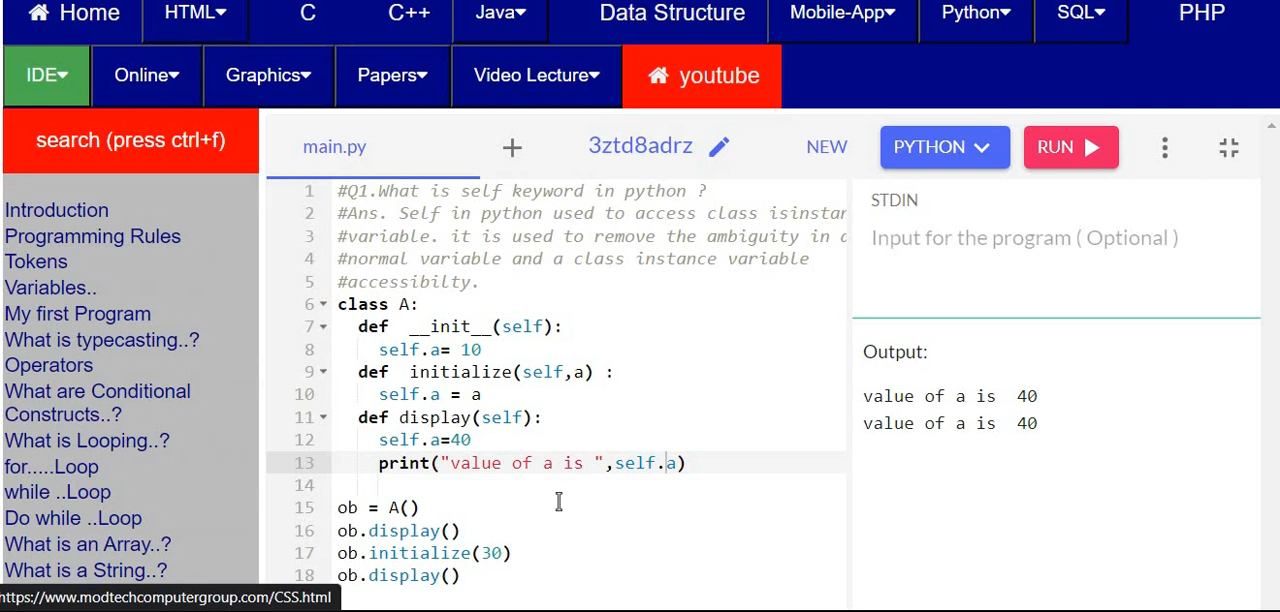 Home HTML C C++ Java Data Structure Mobile-App Python SQL PHP
IDE Online Graphics Papers Video Lecture youtube
search (press ctrl+f)
Introduction
Programming Rules
Tokens
Variables..
My first Program
What is typecasting..?
Operators
What are Conditional
Constructs..?
What is Looping..?
for.....Loop
while ..Loop
Do while ..Loop
What is an Array..?
What is a String..?
https://www.modtechcomputergroup.com/CSS.html
main.py + 3ztd8adrz NEW PYTHON RUN
1 #Q1.What is self keyword in python ?
2 #Ans. Self in python used to access class isinstan
3 #variable. it is used to remove the ambiguity in a
4 #normal variable and a class instance variable
5 #accessibilty.
6 class A:
7 def __init__(self):
8 self.a= 10
9 def initialize(self,a) :
10 self.a = a
11 def display(self):
12 self.a=40
13 print("value of a is ",self.a)
14
15 ob = A()
16 ob.display()
17 ob.initialize(30)
18 ob.display()
STDIN
Input for the program ( Optional )
Output:
value of a is  40
value of a is  40